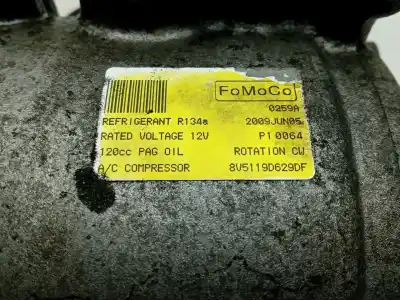 FoMoCo
0259A
REFRIGERANT R134a 2009JUN05
RATED VOLTAGE 12V P10064
120cc PAG OIL ROTATION CW
A/C COMPRESSOR 8V5119D629DF